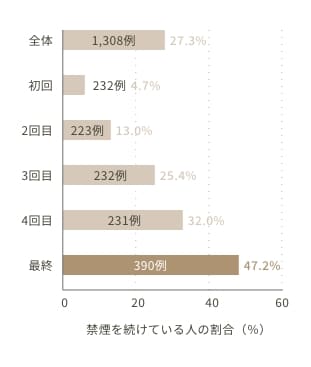 全体 1,308例 27.3%
初回 232例 4.7%
2回目 223例 13.0%
3回目 232例 25.4%
4回目 231例 32.0%
最終 390例 47.2%
0 20 40 60
禁煙を続けている人の割合（%）